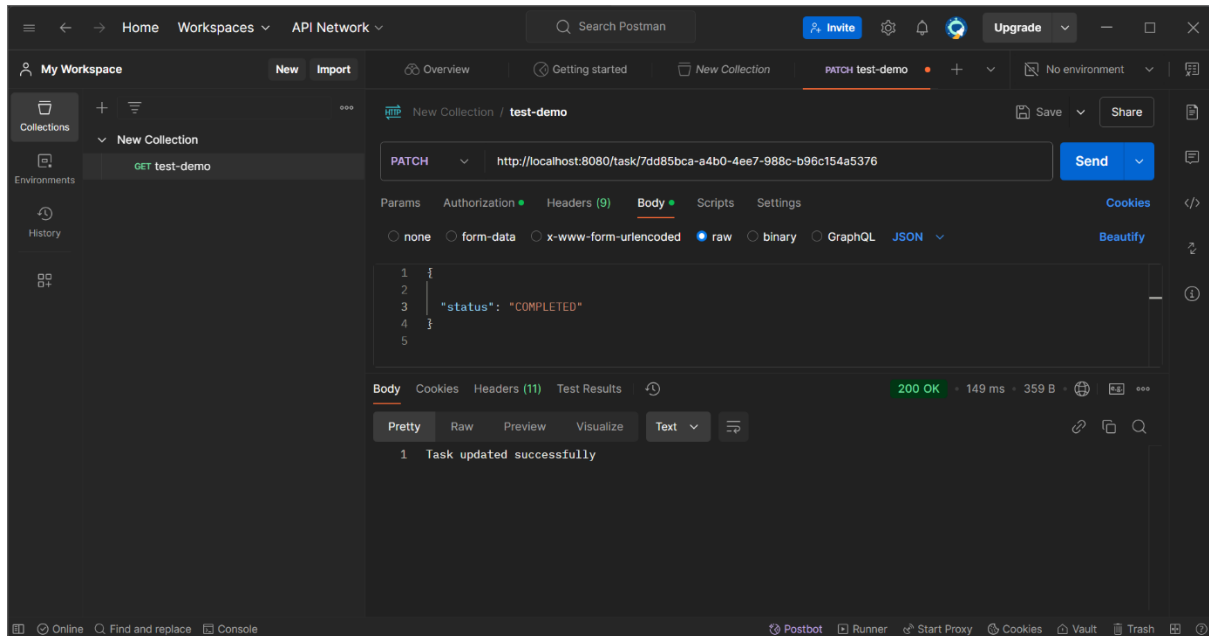 Home Workspaces API Network Search Postman Invite Upgrade
My Workspace New Import Overview Getting started New Collection PATCH test-demo No environment
Collections
New Collection
GET test-demo
Environments
History
HTTP New Collection / test-demo Save Share
PATCH http://localhost:8080/task/7dd85bca-a4b0-4ee7-988c-b96c154a5376 Send
Params Authorization Headers (9) Body Scripts Settings Cookies
none form-data x-www-form-urlencoded raw binary GraphQL JSON Beautify
1 {
2
3 "status": "COMPLETED"
4 }
5
Body Cookies Headers (11) Test Results 200 OK 149 ms 359 B e.g.
Pretty Raw Preview Visualize Text
1 Task updated successfully
Online Find and replace Console Postbot Runner Start Proxy Cookies Vault Trash